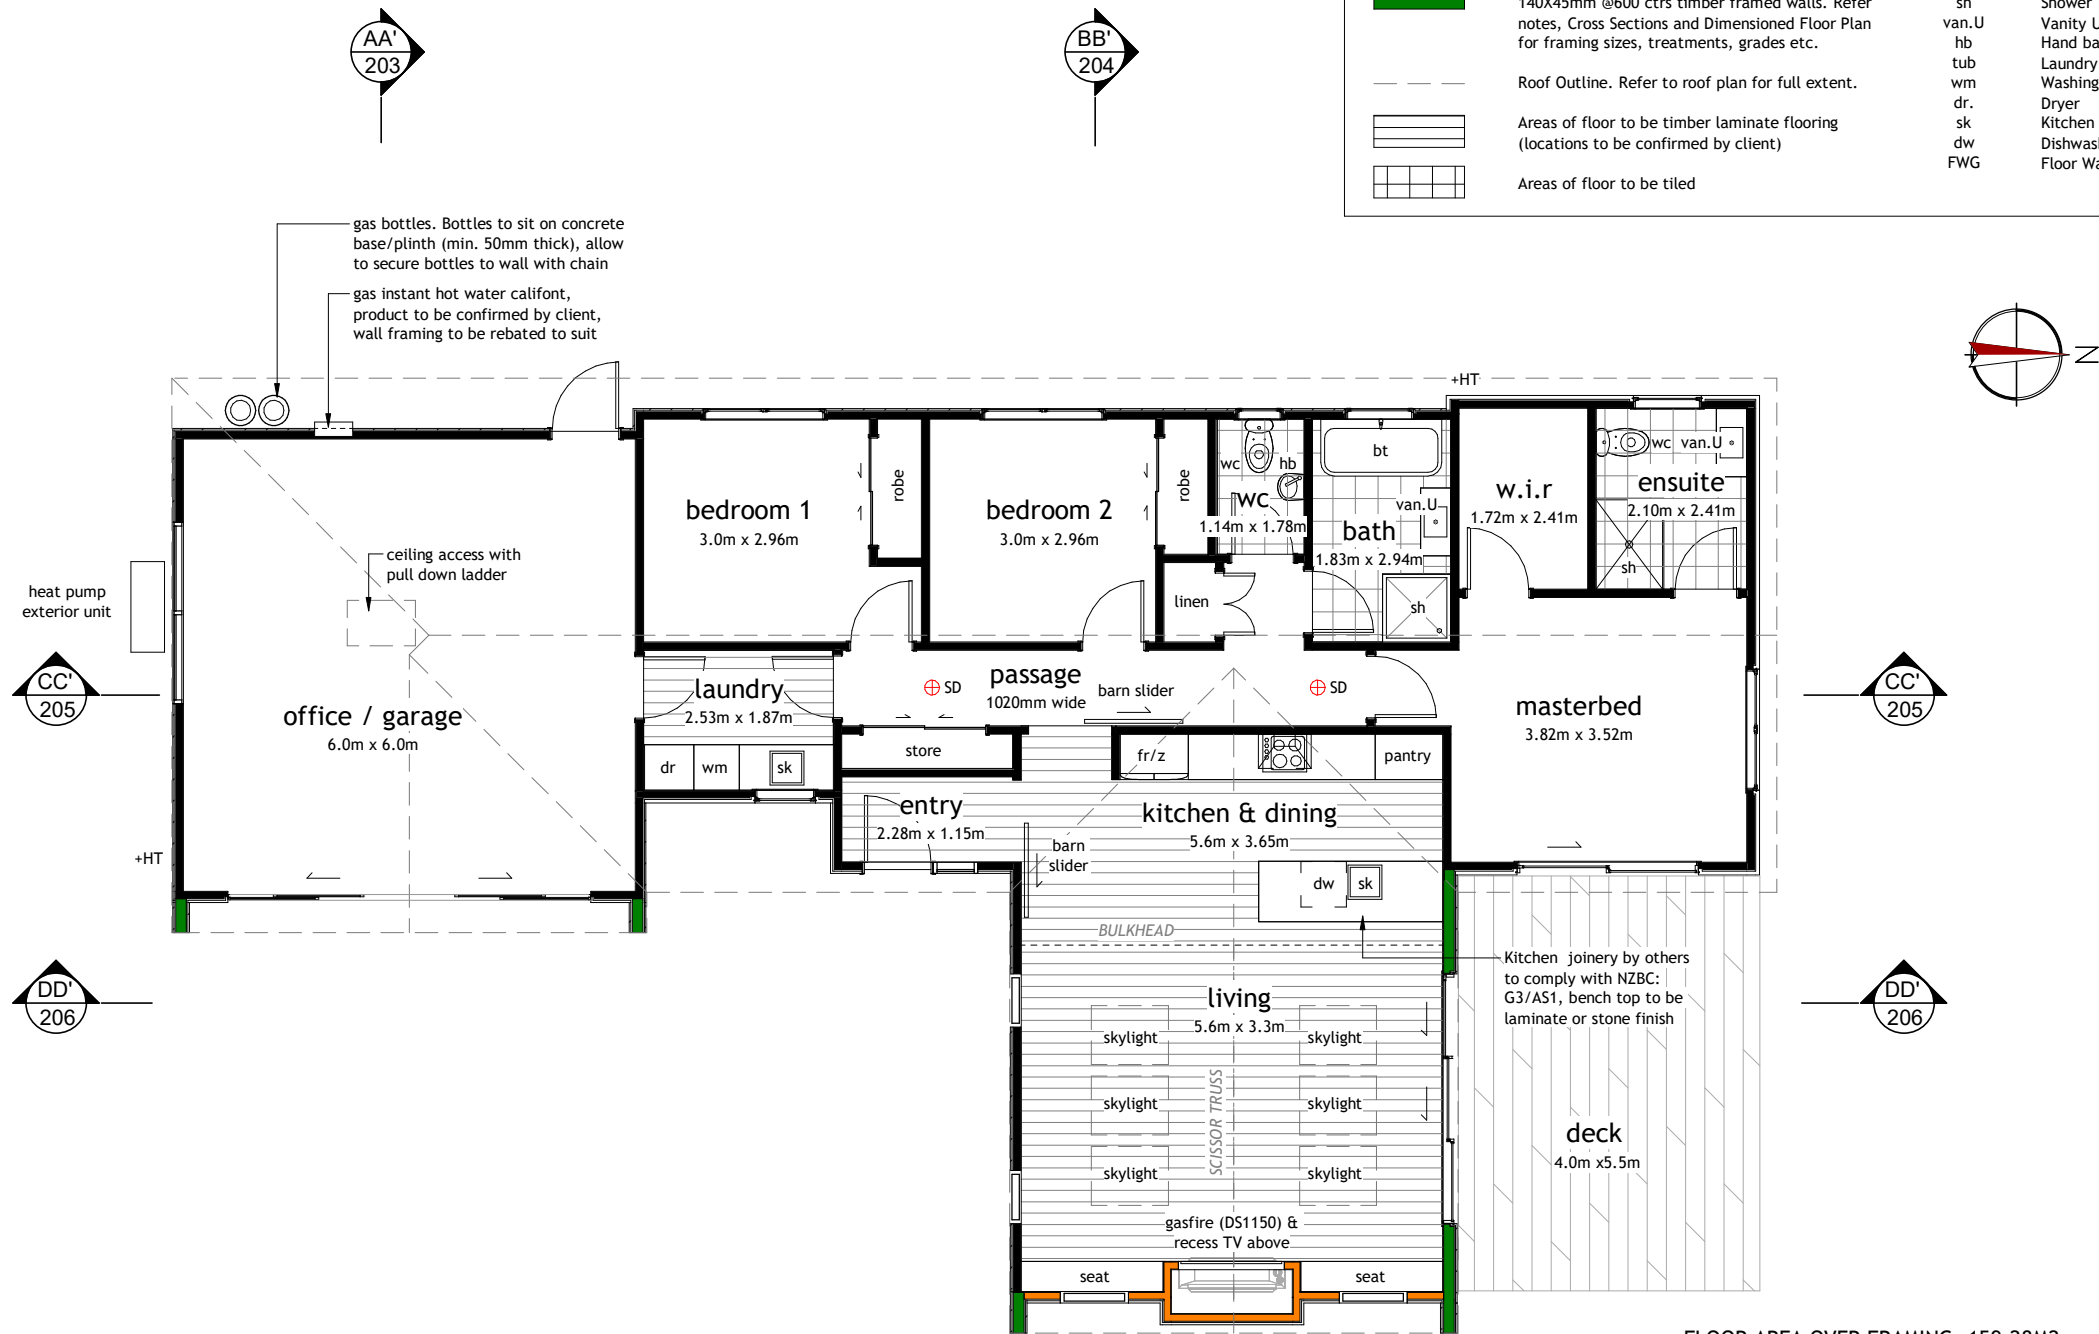 140X45mm @600 ctrs timber framed walls. Refer
notes, Cross Sections and Dimensioned Floor Plan
for framing sizes, treatments, grades etc.
Roof Outline. Refer to roof plan for full extent.
Areas of floor to be timber laminate flooring
(locations to be confirmed by client)
Areas of floor to be tiled
sh Shower
van.U Vanity U
hb Hand ba
tub Laundry
wm Washing
dr. Dryer
sk Kitchen
dw Dishwas
FWG Floor Wa
AA'
203
BB'
204
gas bottles. Bottles to sit on concrete
base/plinth (min. 50mm thick), allow
to secure bottles to wall with chain
gas instant hot water califont,
product to be confirmed by client,
wall framing to be rebated to suit
N
+HT
bedroom 1
3.0m x 2.96m
robe
bedroom 2
3.0m x 2.96m
robe
wc
hb
wc
1.14m x 1.78m
bt
van.U
bath
1.83m x 2.94m
sh
linen
w.i.r
1.72m x 2.41m
wc van.U
ensuite
2.10m x 2.41m
sh
ceiling access with
pull down ladder
heat pump
exterior unit
CC'
205
office / garage
6.0m x 6.0m
laundry
2.53m x 1.87m
dr
wm
sk
SD
passage
1020mm wide
barn slider
SD
masterbed
3.82m x 3.52m
CC'
205
store
fr/z
pantry
entry
2.28m x 1.15m
kitchen & dining
5.6m x 3.65m
barn
slider
dw
sk
+HT
BULKHEAD
Kitchen joinery by others
to comply with NZBC:
G3/AS1, bench top to be
laminate or stone finish
DD'
206
DD'
206
living
5.6m x 3.3m
skylight
skylight
skylight
skylight
skylight
skylight
SCISSOR TRUSS
deck
4.0m x5.5m
gasfire (DS1150) &
recess TV above
seat
seat